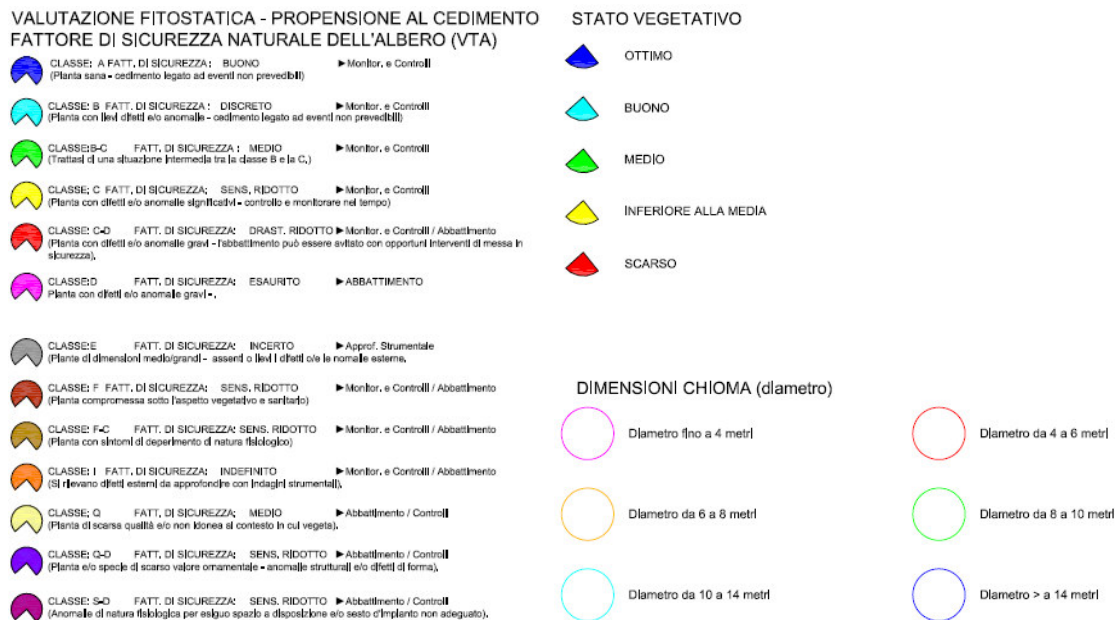 VALUTAZIONE FITOSTATICA - PROPENSIONE AL CEDIMENTO
FATTORE DI SICUREZZA NATURALE DELL'ALBERO (VTA)
CLASSE: A FATT. DI SICUREZZA: BUONO ►Monitor. e Controlli
(Pianta sana - cedimento legato ad eventi non prevedibili)
CLASSE: B FATT. DI SICUREZZA : DISCRETO ►Monitor. e Controlli
(Pianta con lievi difetti e/o anomalie - cedimento legato ad eventi non prevedibili)
CLASSE:B-C FATT. DI SICUREZZA : MEDIO ►Monitor. e Controlli
(Trattasi di una situazione intermedia tra la classe B e la C.)
CLASSE: C FATT. DI SICUREZZA: SENS. RIDOTTO ►Monitor. e Controlli
(Pianta con difetti e/o anomalie significativi - controllo e monitorare nel tempo)
CLASSE: C-D FATT. DI SICUREZZA: DRAST. RIDOTTO ►Monitor. e Controlli / Abbattimento
(Pianta con difetti e/o anomalie gravi - l'abbattimento può essere avitato con opportuni interventi di messa in
sicurezza).
CLASSE:D FATT. DI SICUREZZA: ESAURITO ►ABBATTIMENTO
Pianta con difetti e/o anomalie gravi - .
CLASSE:E FATT. DI SICUREZZA: INCERTO ►Approf. Strumentale
(Piante di dimensioni medio/grandi - assenti o lievi i difetti o/e le nomalie esterne.
CLASSE: F FATT. DI SICUREZZA: SENS. RIDOTTO ►Monitor. e Controlli / Abbattimento
(Pianta compromessa sotto l'aspetto vegetativo e sanitario)
CLASSE: F-C FATT. DI SICUREZZA: SENS. RIDOTTO ►Monitor. e Controlli / Abbattimento
(Pianta con sintomi di deperimento di natura fisiologico)
CLASSE: I FATT. DI SICUREZZA: INDEFINITO ►Monitor. e Controlli / Abbattimento
(Si rilevano difetti esterni da approfondire con indagini strumentali).
CLASSE: Q FATT. DI SICUREZZA: MEDIO ►Abbattimento / Controlli
(Pianta di scarsa qualità e/o non idonea al contesto in cui vegeta).
CLASSE: Q-D FATT. DI SICUREZZA: SENS. RIDOTTO ►Abbattimento / Controlli
(Pianta e/o specie di scarso valore ornamentale - anomalie strutturali e/o difetti di forma).
CLASSE: S-D FATT. DI SICUREZZA: SENS. RIDOTTO ►Abbattimento / Controlli
(Anomalie di natura fisiologica per esiguo spazio a disposizione e/o sesto d'impianto non adeguato).
STATO VEGETATIVO
OTTIMO
BUONO
MEDIO
INFERIORE ALLA MEDIA
SCARSO
DIMENSIONI CHIOMA (diametro)
Diametro fino a 4 metri
Diametro da 4 a 6 metri
Diametro da 6 a 8 metri
Diametro da 8 a 10 metri
Diametro da 10 a 14 metri
Diametro > a 14 metri